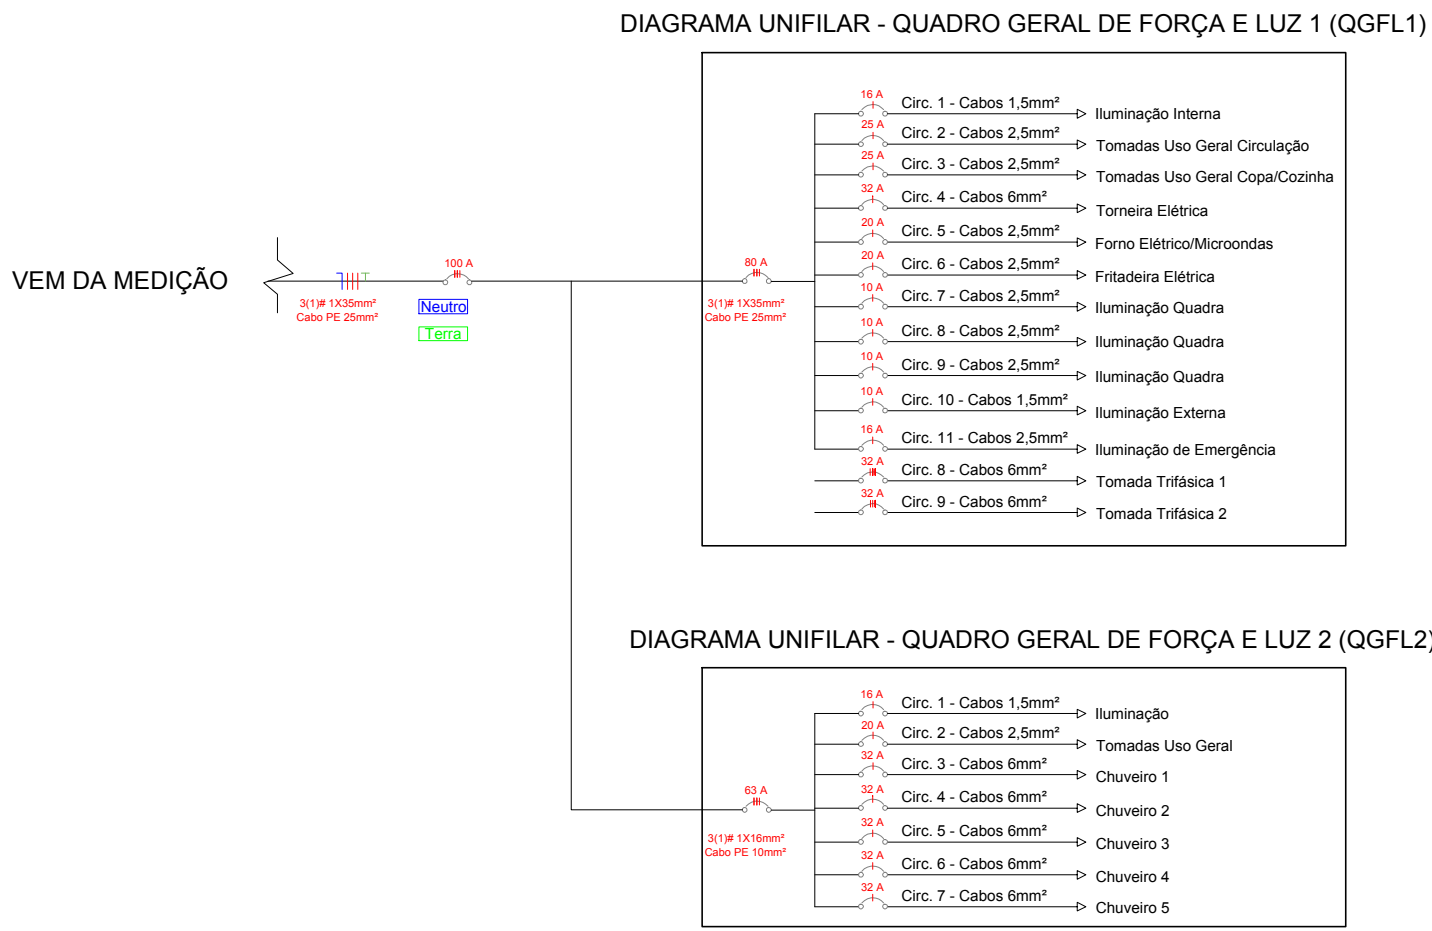 DIAGRAMA UNIFILAR - QUADRO GERAL DE FORÇA E LUZ 1 (QGFL1)
16 A
Circ. 1 - Cabos 1,5mm²
Iluminação Interna
25 A
Circ. 2 - Cabos 2,5mm²
Tomadas Uso Geral Circulação
25 A
Circ. 3 - Cabos 2,5mm²
Tomadas Uso Geral Copa/Cozinha
32 A
Circ. 4 - Cabos 6mm²
Torneira Elétrica
20 A
Circ. 5 - Cabos 2,5mm²
Forno Elétrico/Microondas
20 A
Circ. 6 - Cabos 2,5mm²
Fritadeira Elétrica
10 A
Circ. 7 - Cabos 2,5mm²
Iluminação Quadra
10 A
Circ. 8 - Cabos 2,5mm²
Iluminação Quadra
10 A
Circ. 9 - Cabos 2,5mm²
Iluminação Quadra
10 A
Circ. 10 - Cabos 1,5mm²
Iluminação Externa
16 A
Circ. 11 - Cabos 2,5mm²
Iluminação de Emergência
32 A
Circ. 8 - Cabos 6mm²
Tomada Trifásica 1
32 A
Circ. 9 - Cabos 6mm²
Tomada Trifásica 2
VEM DA MEDIÇÃO
3(1)# 1X35mm²
Cabo PE 25mm²
100 A
Neutro
Terra
80 A
3(1)# 1X35mm²
Cabo PE 25mm²
DIAGRAMA UNIFILAR - QUADRO GERAL DE FORÇA E LUZ 2 (QGFL2)
16 A
Circ. 1 - Cabos 1,5mm²
Iluminação
20 A
Circ. 2 - Cabos 2,5mm²
Tomadas Uso Geral
32 A
Circ. 3 - Cabos 6mm²
Chuveiro 1
32 A
Circ. 4 - Cabos 6mm²
Chuveiro 2
32 A
Circ. 5 - Cabos 6mm²
Chuveiro 3
32 A
Circ. 6 - Cabos 6mm²
Chuveiro 4
32 A
Circ. 7 - Cabos 6mm²
Chuveiro 5
63 A
3(1)# 1X16mm²
Cabo PE 10mm²